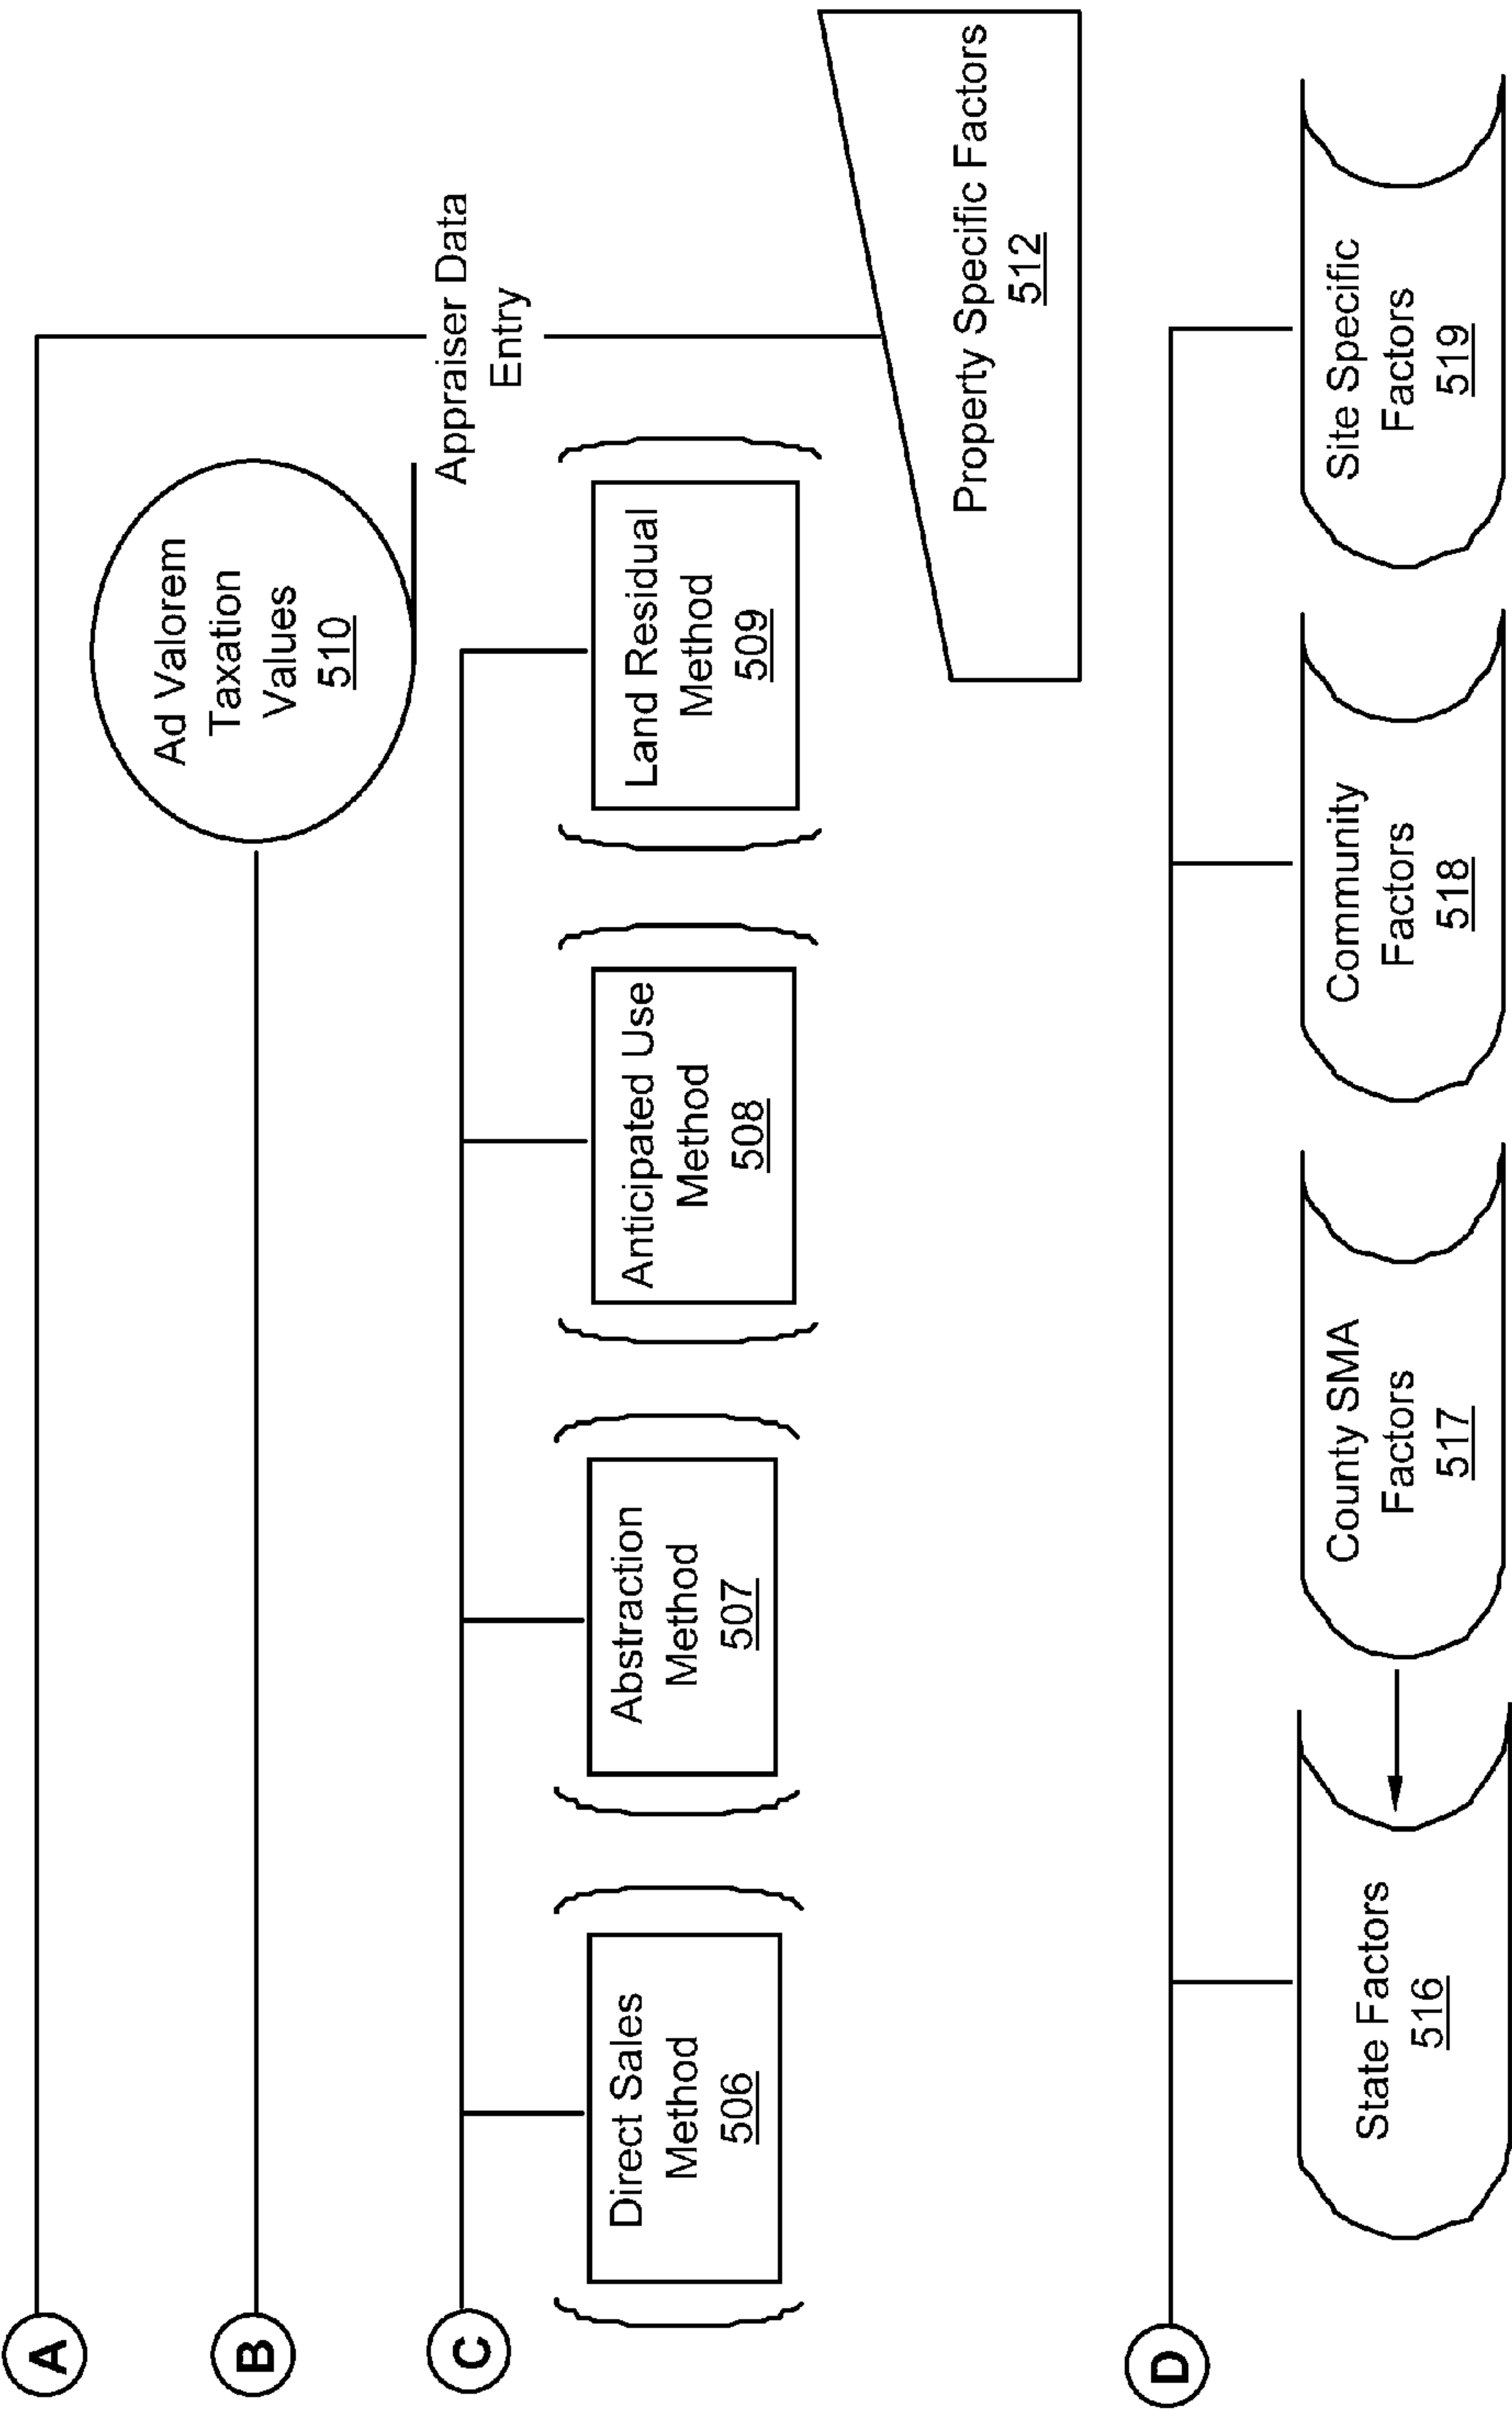 A
B
Ad Valorem
Taxation
Values
510
Appraiser Data
Entry
C
Direct Sales
Method
506
Abstraction
Method
507
Anticipated Use
Method
508
Land Residual
Method
509
Property Specific Factors
512
D
State Factors
516
County SMA
Factors
517
Community
Factors
518
Site Specific
Factors
519